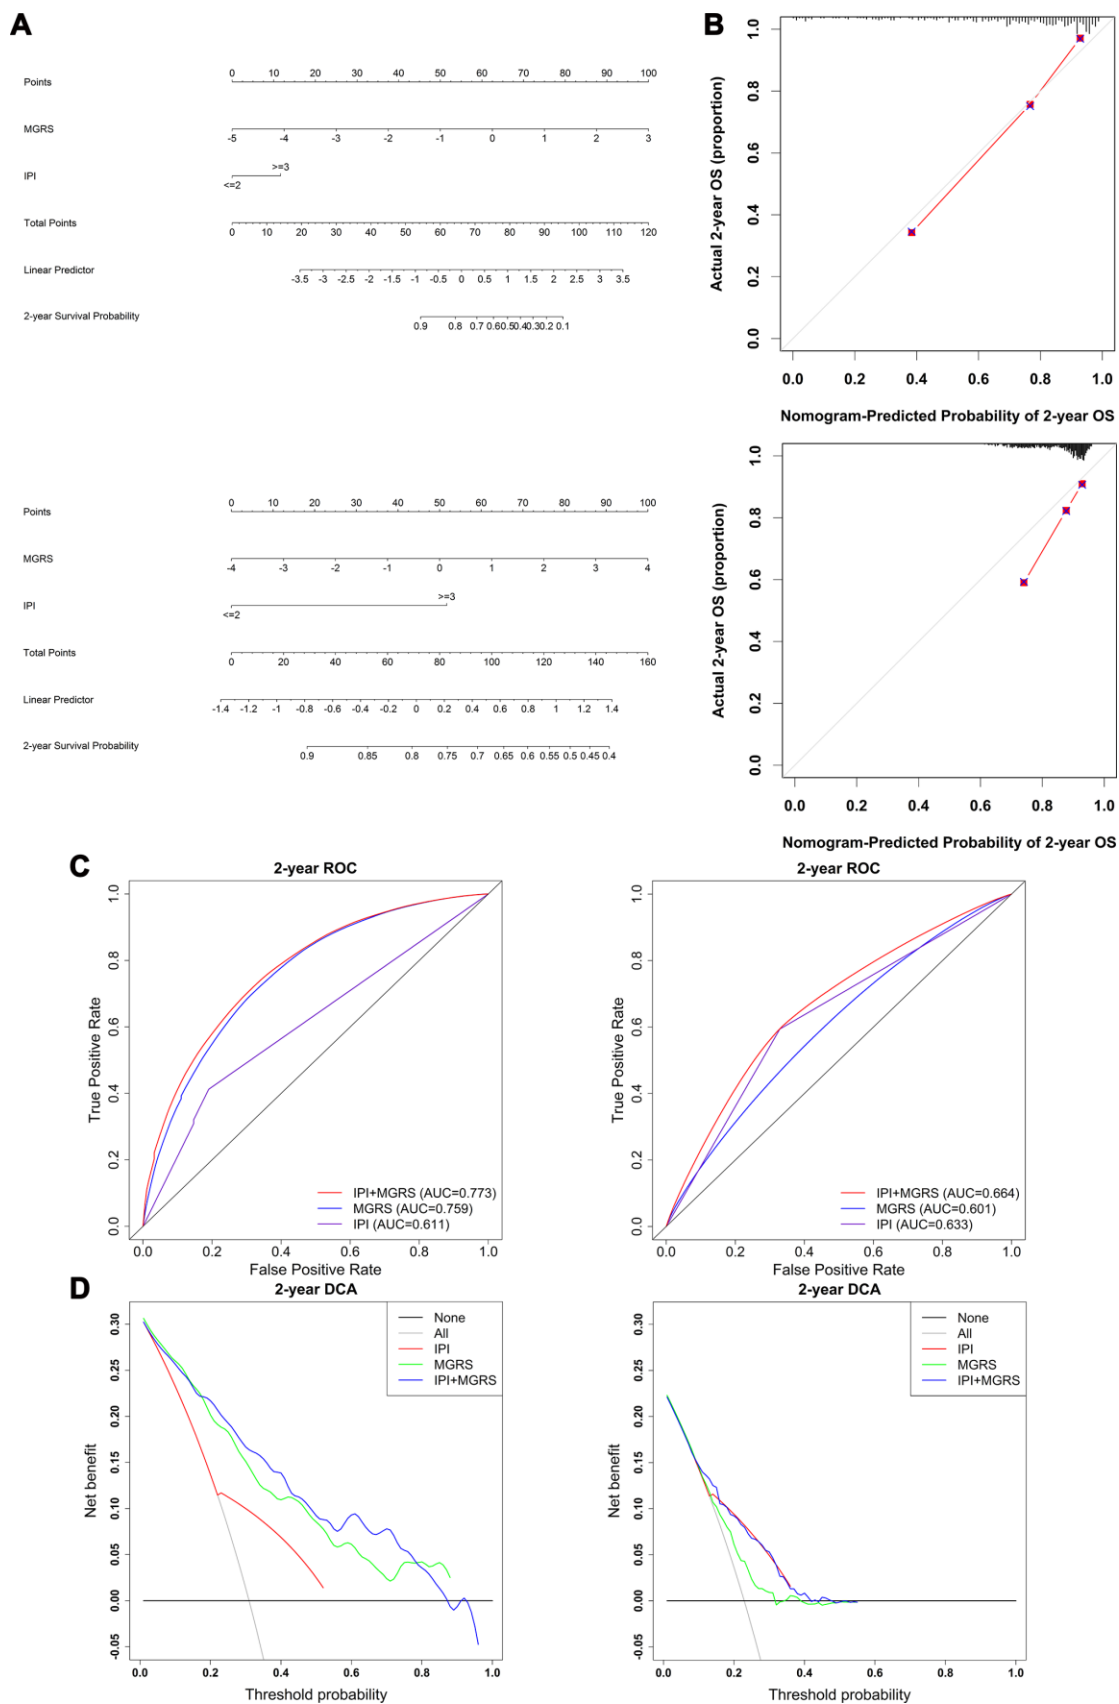 A
Points
0 10 20 30 40 50 60 70 80 90 100
MGRS
-5 -4 -3 -2 -1 0 1 2 3
IPI
>=3
<=2
Total Points
0 10 20 30 40 50 60 70 80 90 100 110 120
Linear Predictor
-3.5 -3 -2.5 -2 -1.5 -1 -0.5 0 0.5 1 1.5 2 2.5 3 3.5
2-year Survival Probability
0.9 0.8 0.7 0.6 0.5 0.4 0.3 0.2 0.1
Points
0 10 20 30 40 50 60 70 80 90 100
MGRS
-4 -3 -2 -1 0 1 2 3 4
IPI
>=3
<=2
Total Points
0 20 40 60 80 100 120 140 160
Linear Predictor
-1.4 -1.2 -1 -0.8 -0.6 -0.4 -0.2 0 0.2 0.4 0.6 0.8 1 1.2 1.4
2-year Survival Probability
0.9 0.85 0.8 0.75 0.7 0.65 0.6 0.55 0.5 0.45 0.4
B
Actual 2-year OS (proportion)
1.0
0.8
0.6
0.4
0.2
0.0
0.0 0.2 0.4 0.6 0.8 1.0
Nomogram-Predicted Probability of 2-year OS
Actual 2-year OS (proportion)
1.0
0.8
0.6
0.4
0.2
0.0
0.0 0.2 0.4 0.6 0.8 1.0
Nomogram-Predicted Probability of 2-year OS
C
2-year ROC
True Positive Rate
1.0
0.8
0.6
0.4
0.2
0.0
IPI+MGRS (AUC=0.773)
MGRS (AUC=0.759)
IPI (AUC=0.611)
0.0 0.2 0.4 0.6 0.8 1.0
False Positive Rate
2-year ROC
True Positive Rate
1.0
0.8
0.6
0.4
0.2
0.0
IPI+MGRS (AUC=0.664)
MGRS (AUC=0.601)
IPI (AUC=0.633)
0.0 0.2 0.4 0.6 0.8 1.0
False Positive Rate
D
2-year DCA
None
All
IPI
MGRS
IPI+MGRS
Net benefit
0.30
0.25
0.20
0.15
0.10
0.05
0.00
-0.05
0.0 0.2 0.4 0.6 0.8 1.0
Threshold probability
2-year DCA
None
All
IPI
MGRS
IPI+MGRS
Net benefit
0.30
0.25
0.20
0.15
0.10
0.05
0.00
-0.05
0.0 0.2 0.4 0.6 0.8 1.0
Threshold probability